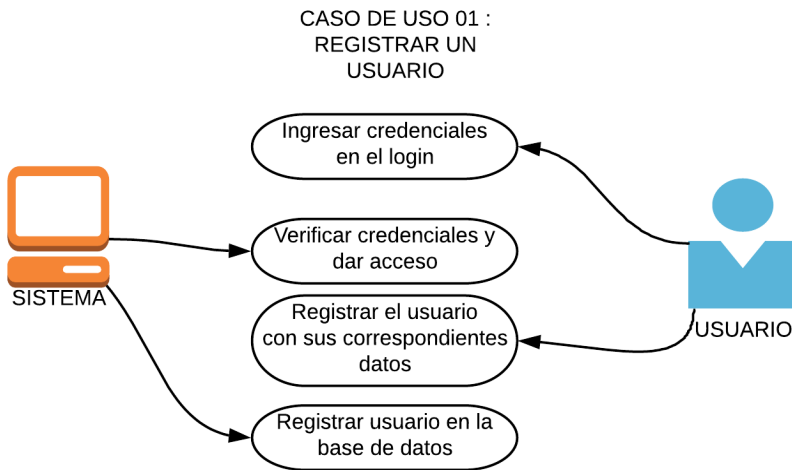 CASO DE USO 01 :
REGISTRAR UN
USUARIO
Ingresar credenciales
en el login
Verificar credenciales y
dar acceso
SISTEMA
Registrar el usuario
con sus correspondientes
datos
USUARIO
Registrar usuario en la
base de datos